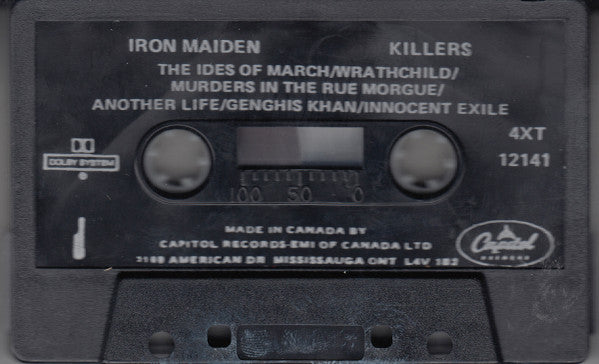 IRON MAIDEN KILLERS
THE IDES OF MARCH/WRATHCHILD/
MURDERS IN THE RUE MORGUE/
ANOTHER LIFE/GENGHIS KHAN/INNOCENT EXILE
4XT
12141
DOLBY SYSTEM
100 50 0
MADE IN CANADA BY
CAPITOL RECORDS-EMI OF CANADA LTD
3109 AMERICAN DR MISSISSAUGA ONT L4V 1B2
Capitol